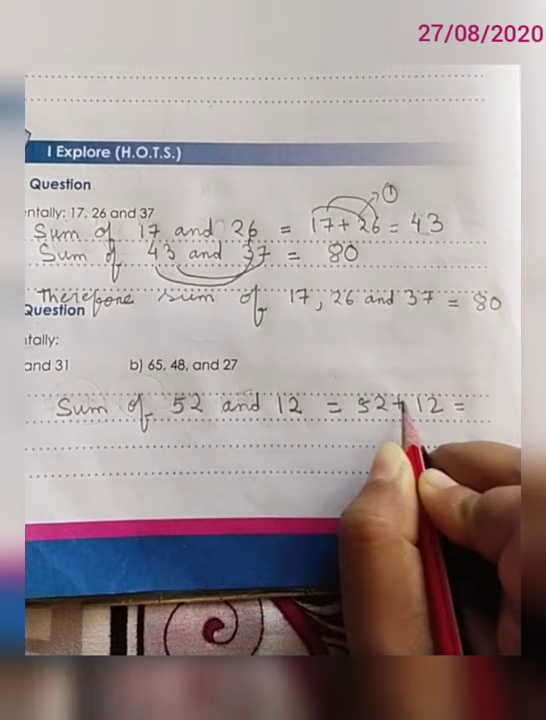 27/08/2020
I Explore (H.O.T.S.)
Question
entally: 17, 26 and 37
①
Sum of 17 and 26 = 17+26 = 43
Sum of 43 and 37 = 80
Therefore sum of 17, 26 and 37 = 80
Question
ntally:
and 31 b) 65, 48, and 27
Sum of 52 and 12 = 52+12 =